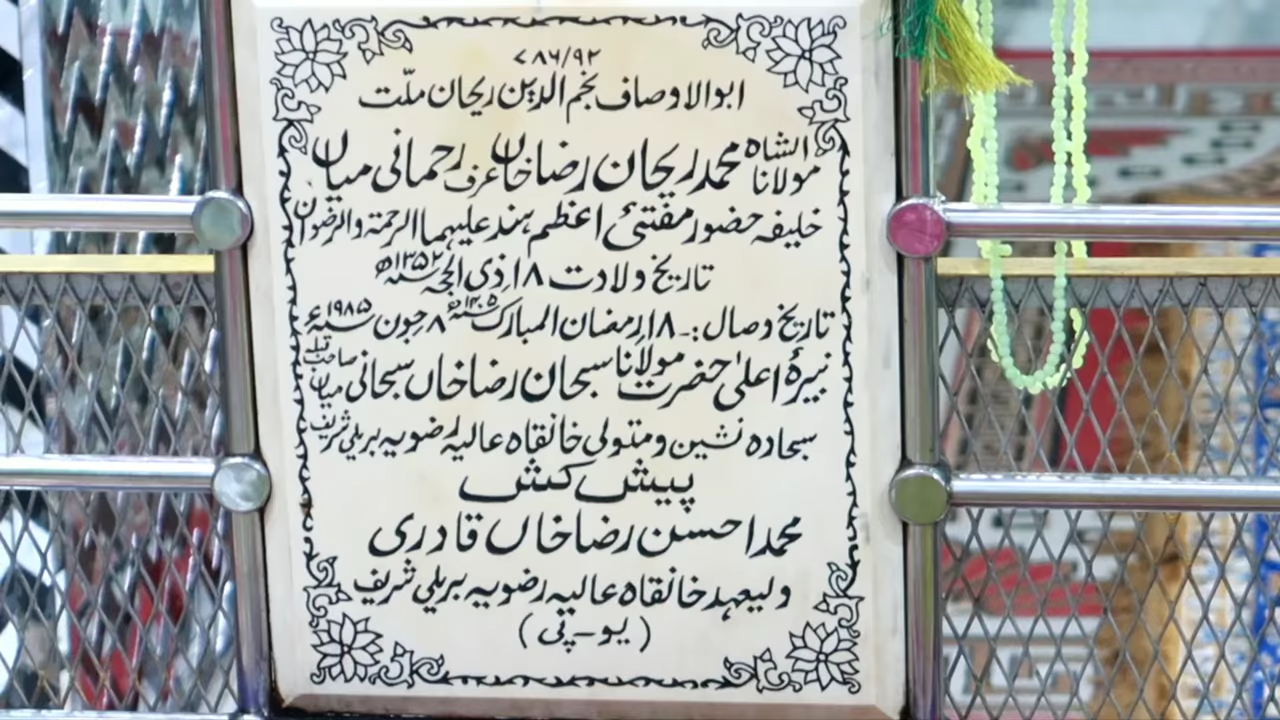 ۷۸۶/۹۲
ابوالاوصاف نجم الدین ریحان ملّت
الشاہ مولانا محمد ریحان رضا خاں عرف رحمانی میاں
خلیفہ حضور مفتئ اعظم ہند علیہما الرحمۃ والرضوان
تاریخ ولادت ۱۸؍ذی الحجہ ۱۳۵۲ھ
تاریخ وصال :۔ ۱۸؍رمضان المبارک ۱۴۰۵ھ ۸؍جون ۱۹۸۵ء
نبیرۂ اعلیٰ حضرت مولانا سبحان رضا خاں سبحانی میاں صاحب قبلہ
سجادہ نشین و متولی خانقاہ عالیہ رضویہ بریلی شریف
پیش کش
محمد احسن رضا خاں قادری
ولیعہد خانقاہ عالیہ رضویہ بریلی شریف
(یو۔پی)